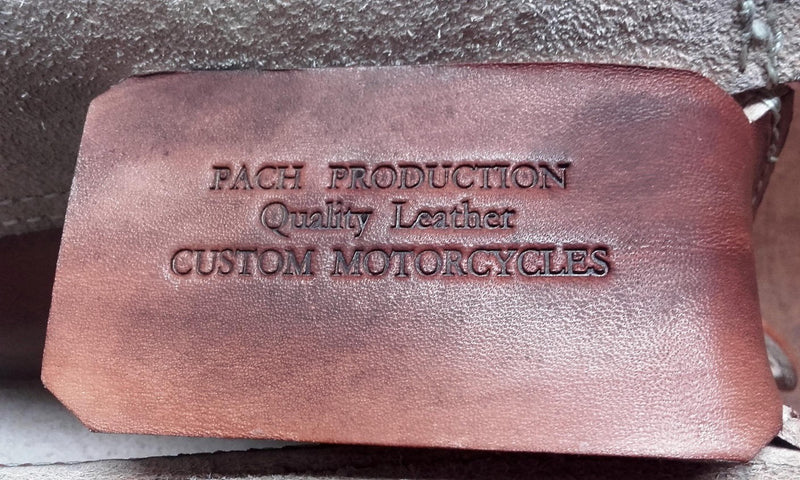 PACH PRODUCTION
Quality Leather
CUSTOM MOTORCYCLES